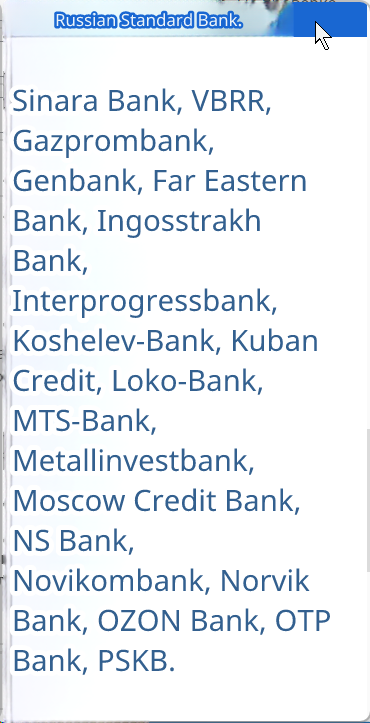 Russian Standard Bank.
Sinara Bank, VBRR,
Gazprombank,
Genbank, Far Eastern
Bank, Ingosstrakh
Bank,
Interprogressbank,
Koshelev-Bank, Kuban
Credit, Loko-Bank,
MTS-Bank,
Metallinvestbank,
Moscow Credit Bank,
NS Bank,
Novikombank, Norvik
Bank, OZON Bank, OTP
Bank, PSKB.